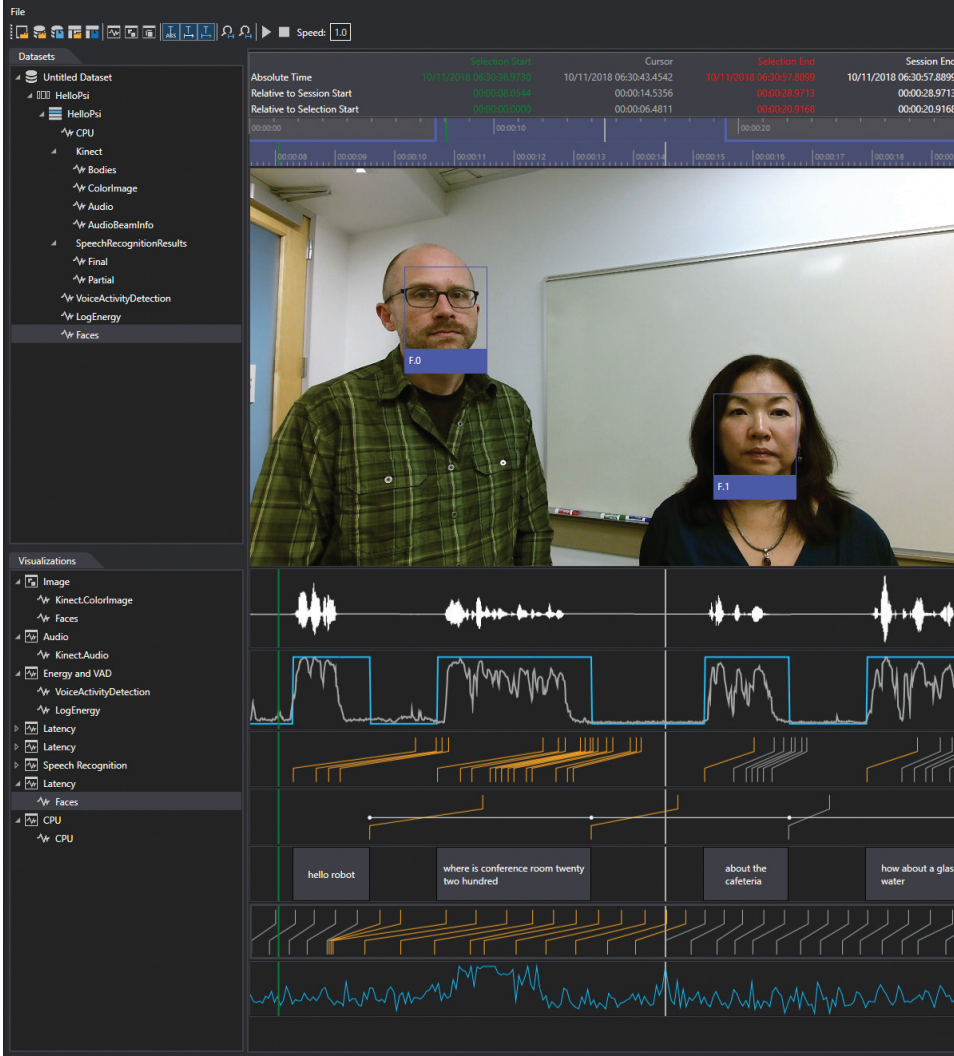 File
ABS
Speed: 1.0
Datasets
Selection Start Cursor Selection End Session End
Absolute Time 10/11/2018 06:30:36.9730 10/11/2018 06:30:43.4542 10/11/2018 06:30:57.8899 10/11/2018 06:30:57.8899
Relative to Session Start 00:00:08.0544 00:00:14.5356 00:00:28.9713 00:00:28.9713
Relative to Selection Start 00:00:00.0000 00:00:06.4811 00:00:20.9168 00:00:20.9168
00:00:00 00:00:10 00:00:20
00:00:08 00:00:09 00:00:10 00:00:11 00:00:12 00:00:13 00:00:14 00:00:15 00:00:16 00:00:17 00:00:18 00:00
Untitled Dataset
HelloPsi
HelloPsi
CPU
Kinect
Bodies
ColorImage
Audio
AudioBeamInfo
SpeechRecognitionResults
Final
Partial
VoiceActivityDetection
LogEnergy
Faces
F.0
F.1
Visualizations
Image
Kinect.ColorImage
Faces
Audio
Kinect.Audio
Energy and VAD
VoiceActivityDetection
LogEnergy
Latency
Latency
Speech Recognition
Latency
Faces
CPU
CPU
hello robot
where is conference room twenty
two hundred
about the
cafeteria
how about a glas
water